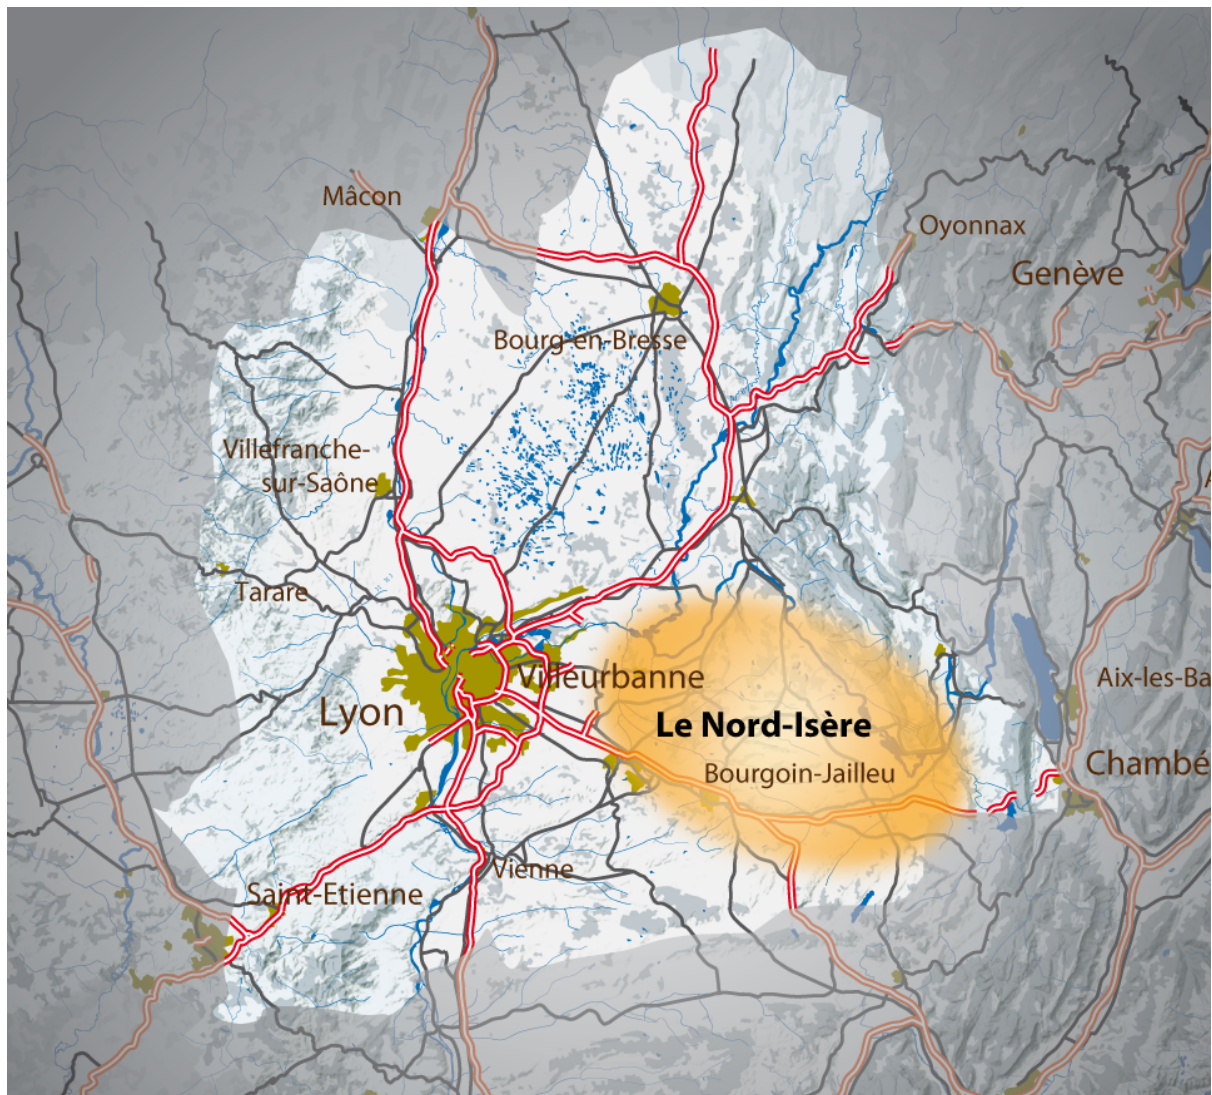 Mâcon
Oyonnax
Genève
Bourg-en-Bresse
Villefranche-
sur-Saône
A
Tarare
Villeurbanne
Aix-les-Ba
Lyon
Le Nord-Isère
Chambé
Bourgoin-Jailleu
Vienne
Saint-Etienne